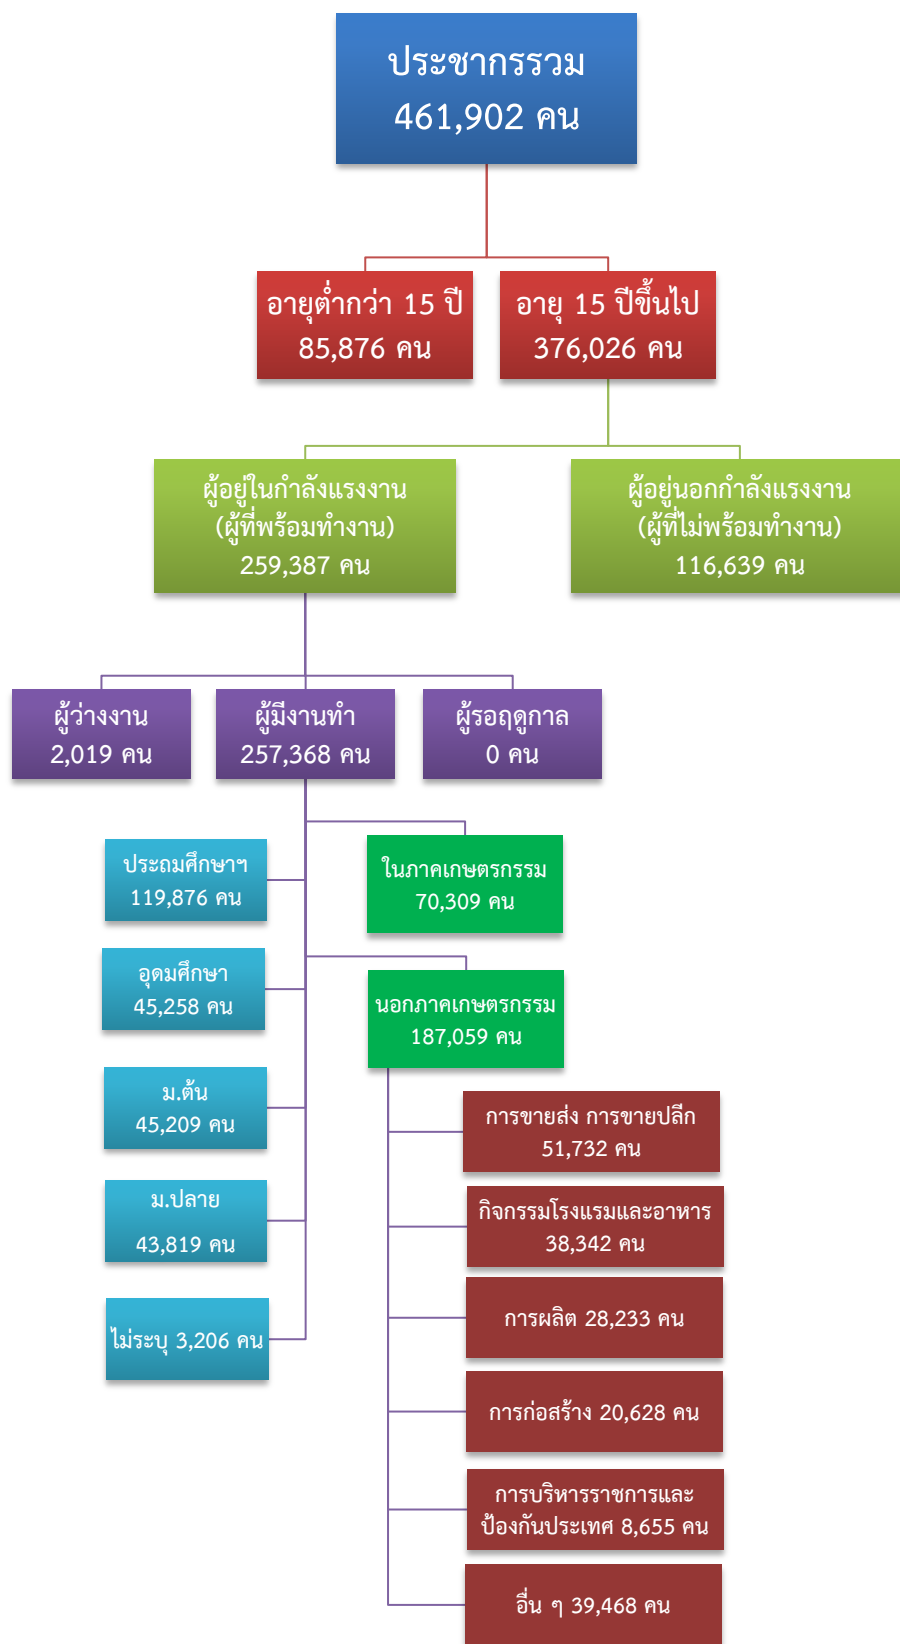 ประชากรรวม
461,902 คน
อายุต่ำกว่า 15 ปี
85,876 คน
อายุ 15 ปีขึ้นไป
376,026 คน
ผู้อยู่ในกำลังแรงงาน
(ผู้ที่พร้อมทำงาน)
259,387 คน
ผู้อยู่นอกกำลังแรงงาน
(ผู้ที่ไม่พร้อมทำงาน)
116,639 คน
ผู้ว่างงาน
2,019 คน
ผู้มีงานทำ
257,368 คน
ผู้รอฤดูกาล
0 คน
ประถมศึกษาฯ
119,876 คน
อุดมศึกษา
45,258 คน
ม.ต้น
45,209 คน
ม.ปลาย
43,819 คน
ไม่ระบุ 3,206 คน
ในภาคเกษตรกรรม
70,309 คน
นอกภาคเกษตรกรรม
187,059 คน
การขายส่ง การขายปลีก
51,732 คน
กิจกรรมโรงแรมและอาหาร
38,342 คน
การผลิต 28,233 คน
การก่อสร้าง 20,628 คน
การบริหารราชการและ
ป้องกันประเทศ 8,655 คน
อื่น ๆ 39,468 คน